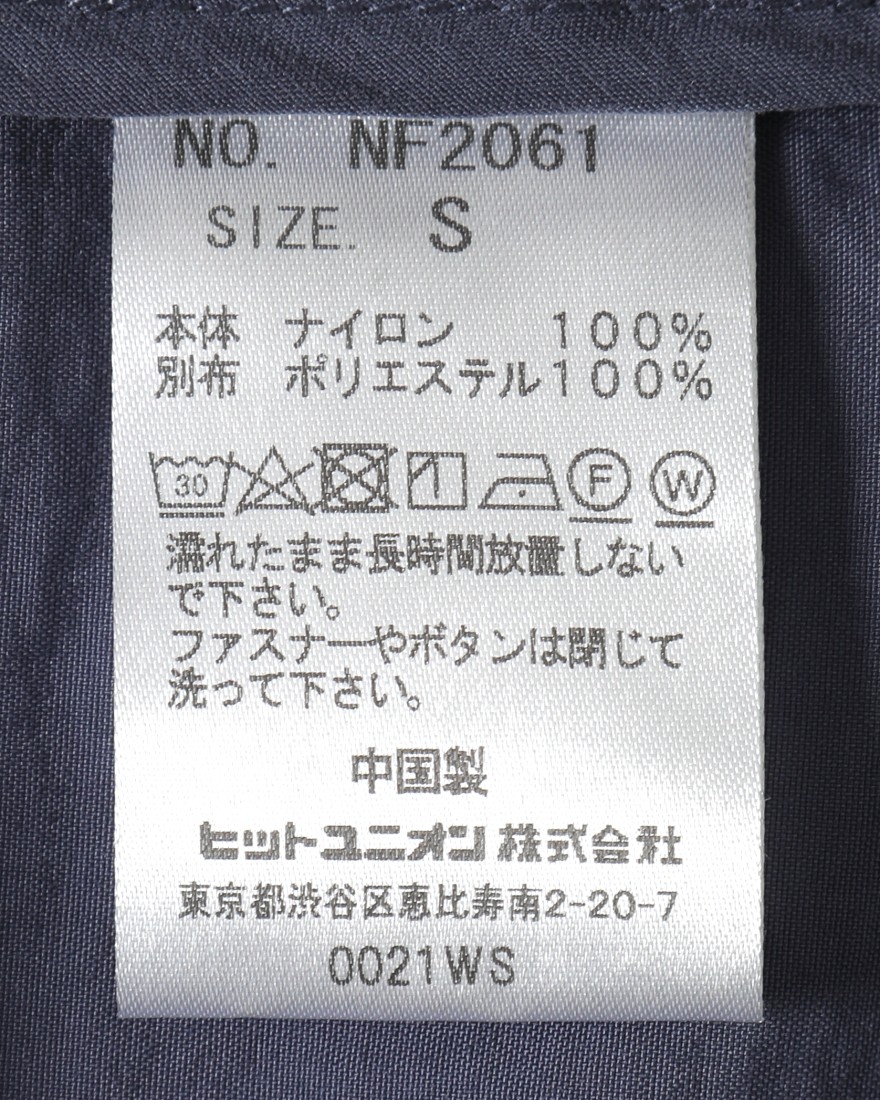 NO. NF2061
SIZE. S
本体 ナイロン 100%
別布 ポリエステル100%
30 F W
濡れたまま長時間放置しない
で下さい。
ファスナーやボタンは閉じて
洗って下さい。
中国製
ヒットユニオン株式会社
東京都渋谷区恵比寿南2-20-7
0021WS